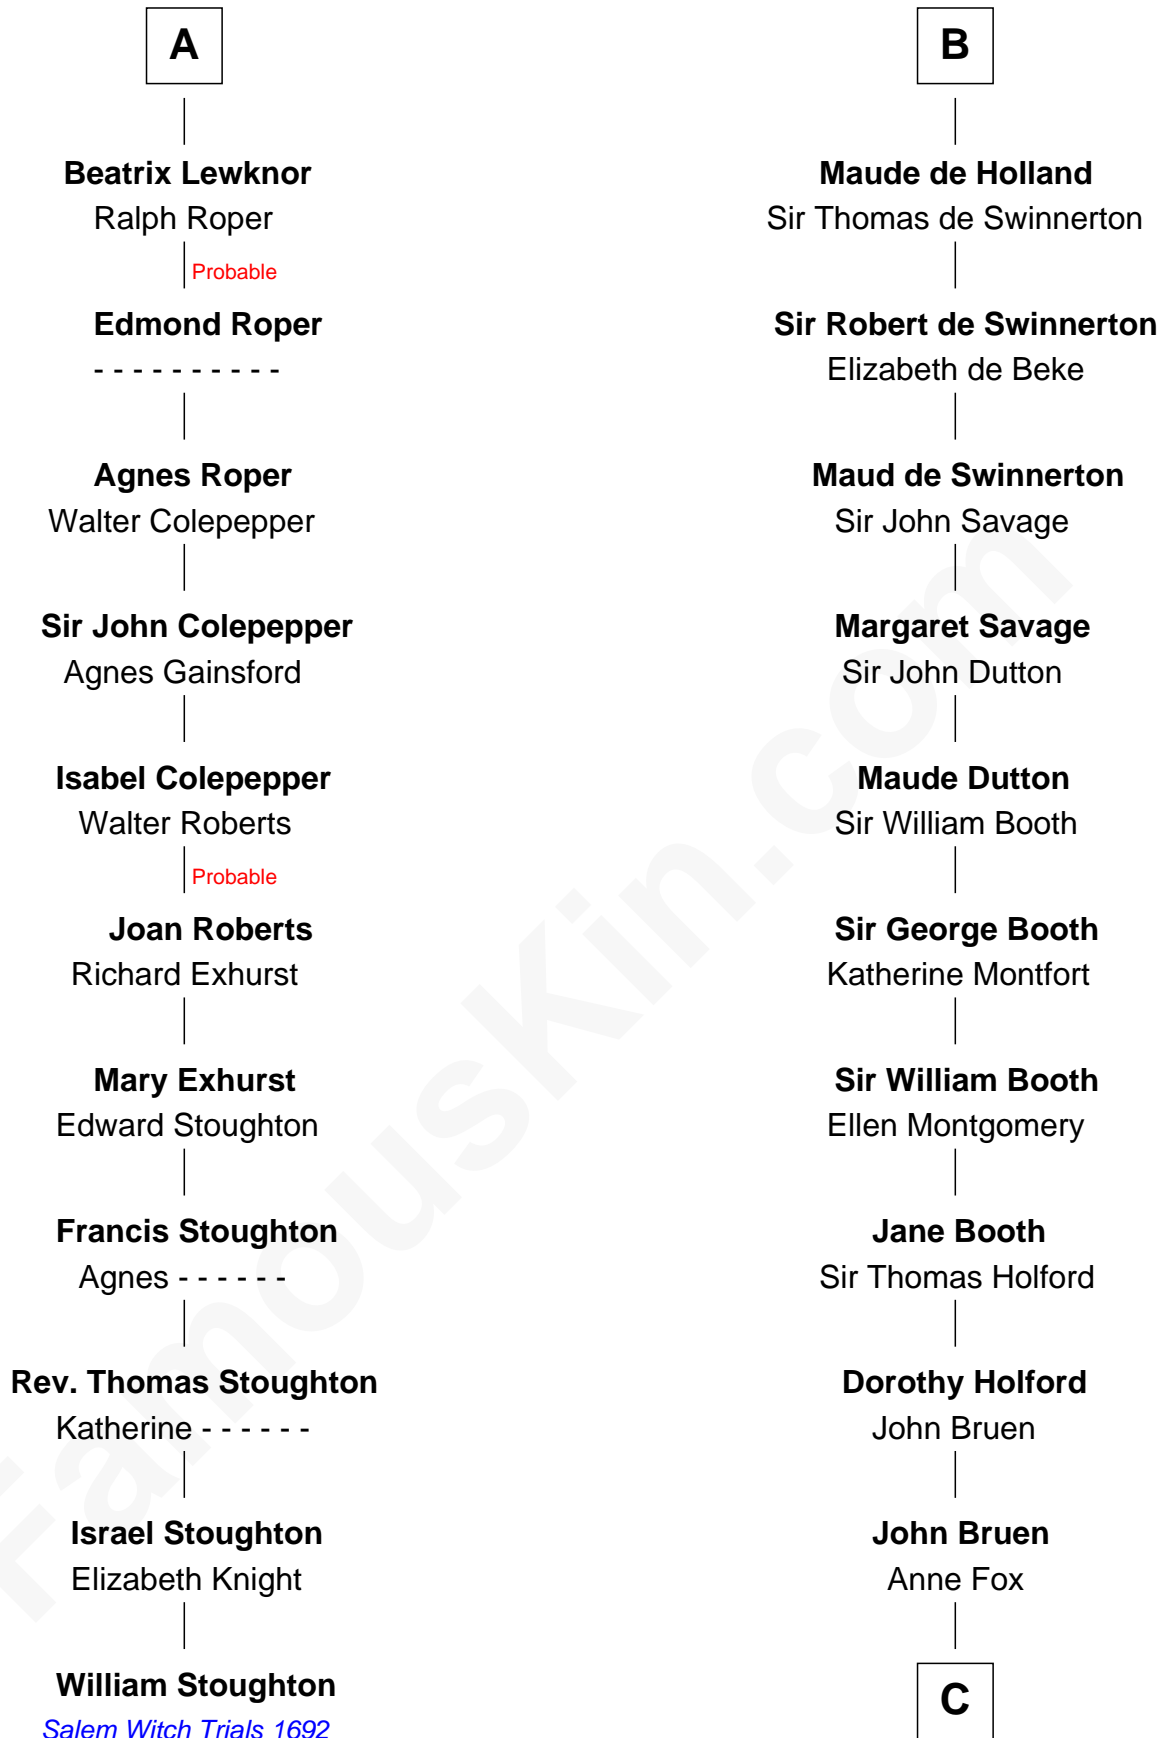 A
Beatrix Lewknor
Ralph Roper
Probable
Edmond Roper
- - - - - - - - - -
Agnes Roper
Walter Colepepper
Sir John Colepepper
Agnes Gainsford
Isabel Colepepper
Walter Roberts
Probable
Joan Roberts
Richard Exhurst
Mary Exhurst
Edward Stoughton
Francis Stoughton
Agnes - - - - - -
Rev. Thomas Stoughton
Katherine - - - - - -
Israel Stoughton
Elizabeth Knight
William Stoughton
Salem Witch Trials 1692
B
Maude de Holland
Sir Thomas de Swinnerton
Sir Robert de Swinnerton
Elizabeth de Beke
Maud de Swinnerton
Sir John Savage
Margaret Savage
Sir John Dutton
Maude Dutton
Sir William Booth
Sir George Booth
Katherine Montfort
Sir William Booth
Ellen Montgomery
Jane Booth
Sir Thomas Holford
Dorothy Holford
John Bruen
John Bruen
Anne Fox
C
FamousKin.com